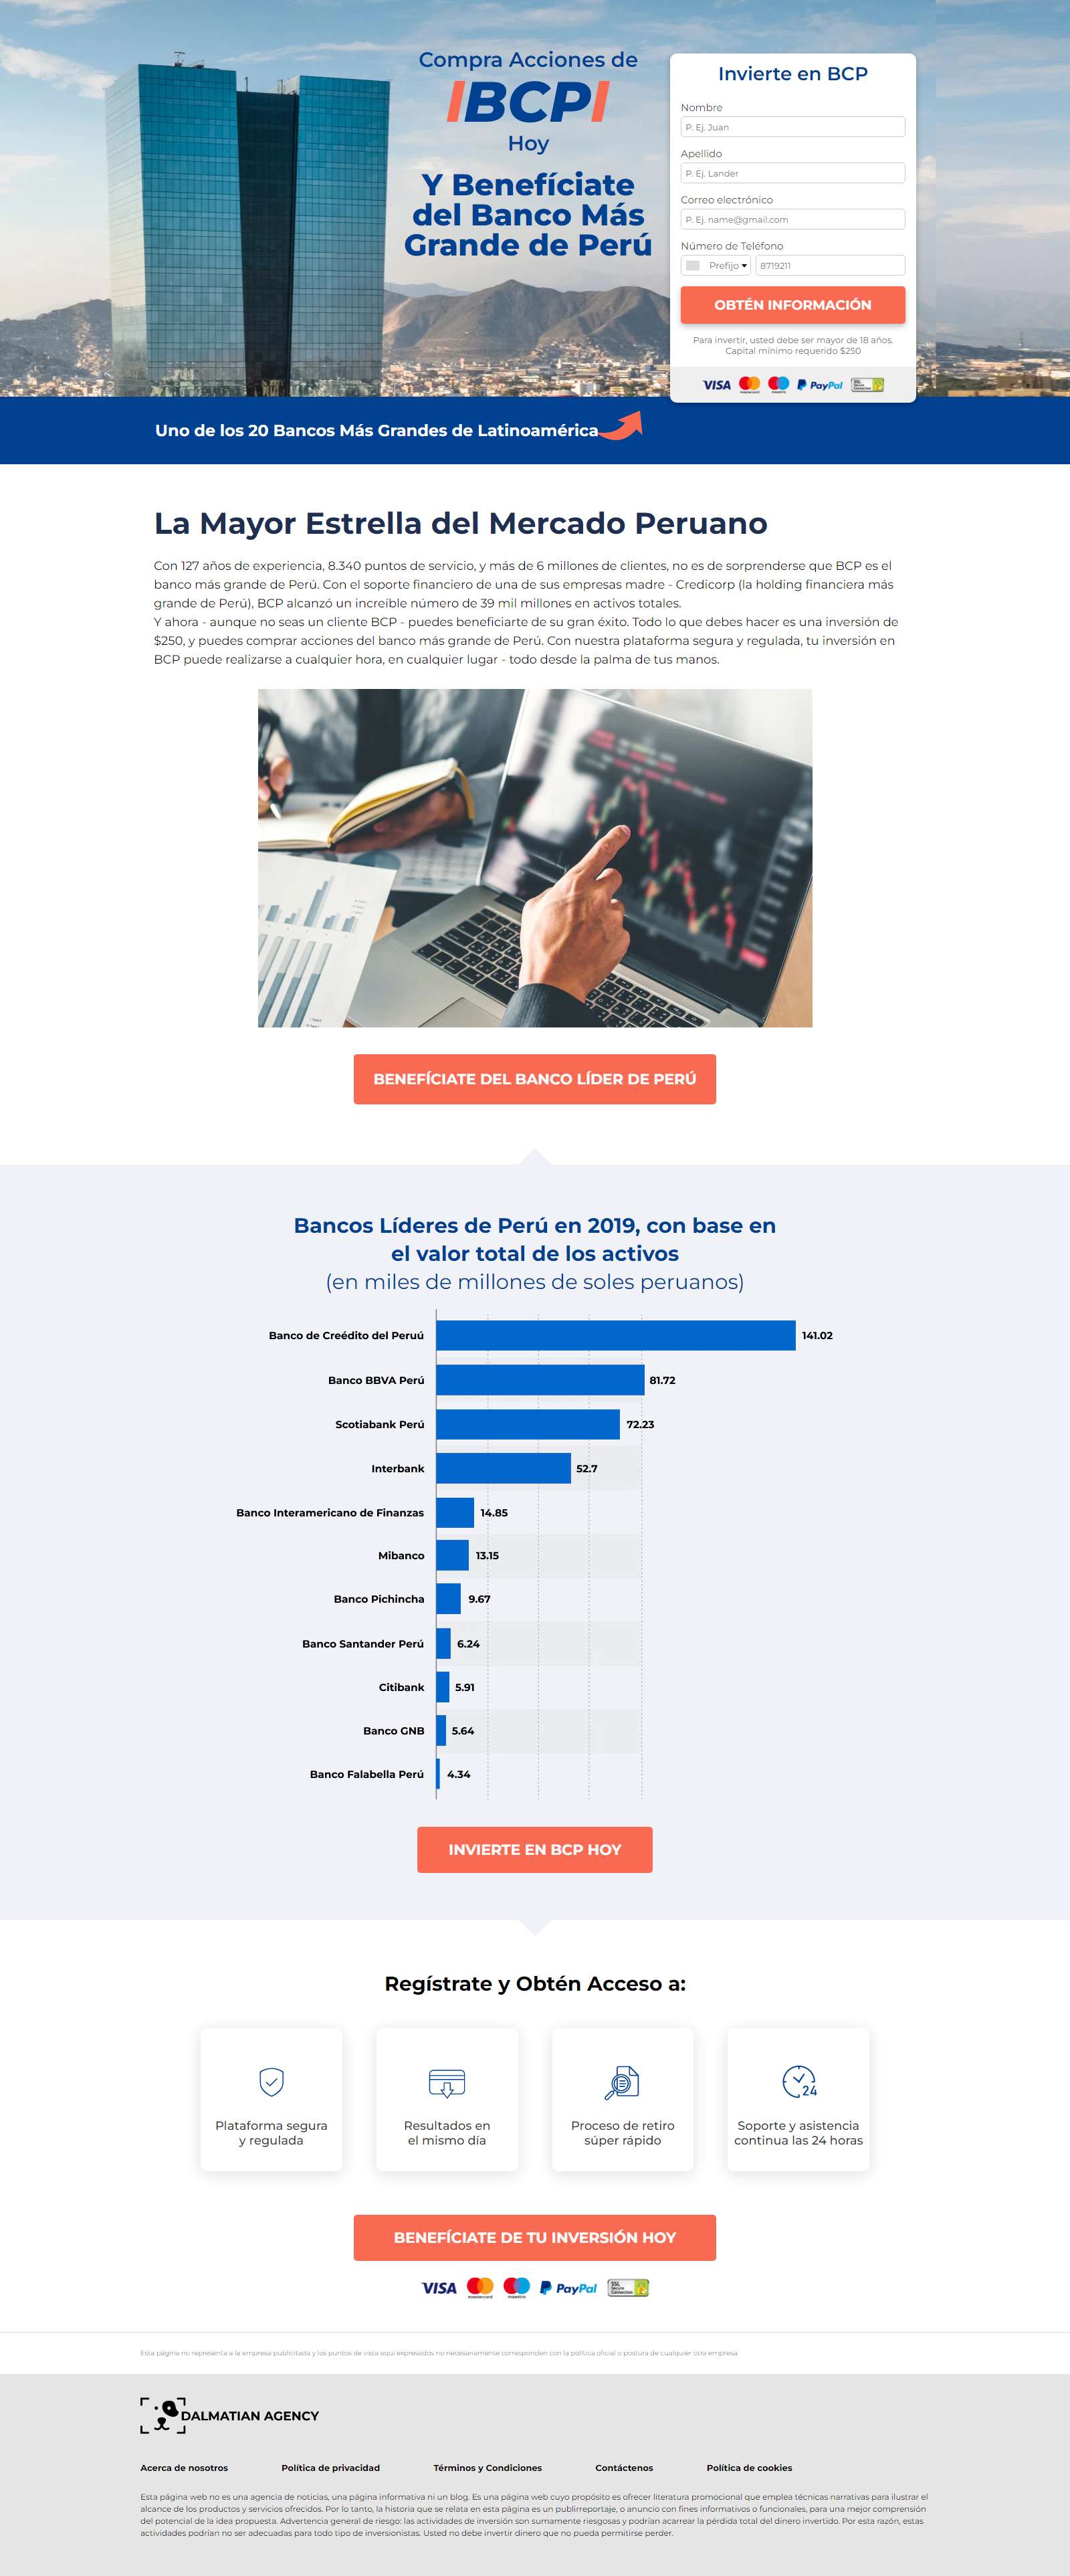 Compra Acciones de
BCP
Hoy
Y Benefíciate
del Banco Más
Grande de Perú
Invierte en BCP
Nombre
P. Ej. Juan
Apellido
P. Ej. Lander
Correo electrónico
P. Ej. name@gmail.com
Número de Teléfono
Prefijo 8719211
OBTÉN INFORMACIÓN
Para invertir, usted debe ser mayor de 18 años.
Capital mínimo requerido $250
VISA mastercard maestro PayPal SSL Secure Connection
Uno de los 20 Bancos Más Grandes de Latinoamérica
La Mayor Estrella del Mercado Peruano
Con 127 años de experiencia, 8.340 puntos de servicio, y más de 6 millones de clientes, no es de sorprenderse que BCP es el
banco más grande de Perú. Con el soporte financiero de una de sus empresas madre - Credicorp (la holding financiera más
grande de Perú), BCP alcanzó un increíble número de 39 mil millones en activos totales.
Y ahora - aunque no seas un cliente BCP - puedes beneficiarte de su gran éxito. Todo lo que debes hacer es una inversión de
$250, y puedes comprar acciones del banco más grande de Perú. Con nuestra plataforma segura y regulada, tu inversión en
BCP puede realizarse a cualquier hora, en cualquier lugar - todo desde la palma de tus manos.
BENEFÍCIATE DEL BANCO LÍDER DE PERÚ
Bancos Líderes de Perú en 2019, con base en
el valor total de los activos
(en miles de millones de soles peruanos)
Banco de Creédito del Peruú 141.02
Banco BBVA Perú 81.72
Scotiabank Perú 72.23
Interbank 52.7
Banco Interamericano de Finanzas 14.85
Mibanco 13.15
Banco Pichincha 9.67
Banco Santander Perú 6.24
Citibank 5.91
Banco GNB 5.64
Banco Falabella Perú 4.34
INVIERTE EN BCP HOY
Regístrate y Obtén Acceso a:
Plataforma segura
y regulada
Resultados en
el mismo día
Proceso de retiro
súper rápido
24
Soporte y asistencia
continua las 24 horas
BENEFÍCIATE DE TU INVERSIÓN HOY
VISA mastercard maestro PayPal SSL Secure Connection
Esta página no representa a la empresa publicitada y los puntos de vista aquí expresados no necesariamente corresponden con la política oficial o postura de cualquier otra empresa.
DALMATIAN AGENCY
Acerca de nosotros Política de privacidad Términos y Condiciones Contáctenos Política de cookies
Esta página web no es una agencia de noticias, una página informativa ni un blog. Es una página web cuyo propósito es ofrecer literatura promocional que emplea técnicas narrativas para ilustrar el
alcance de los productos y servicios ofrecidos. Por lo tanto, la historia que se relata en esta página es un publirreportaje, o anuncio con fines informativos o funcionales, para una mejor comprensión
del potencial de la idea propuesta. Advertencia general de riesgo: las actividades de inversión son sumamente riesgosas y podrían acarrear la pérdida total del dinero invertido. Por esta razón, estas
actividades podrían no ser adecuadas para todo tipo de inversionistas. Usted no debe invertir dinero que no pueda permitirse perder.